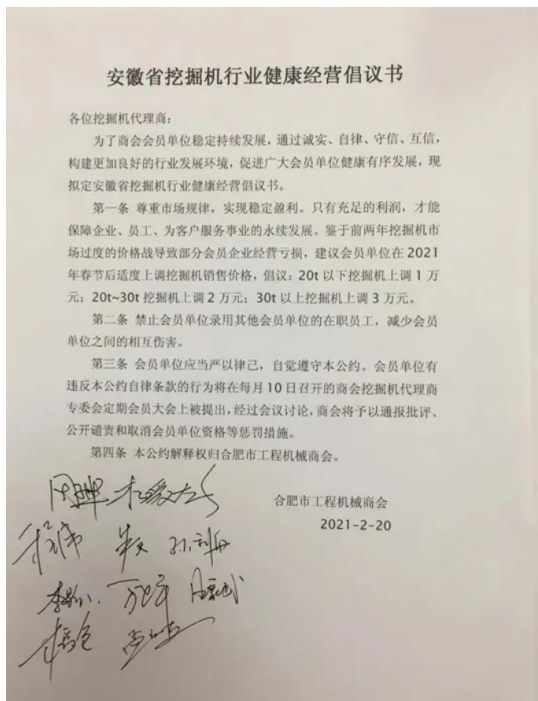 安徽省挖掘机行业健康经营倡议书
各位挖掘机代理商：
为了商会会员单位稳定持续发展，通过诚实、自律、守信、互信，
构建更加良好的行业发展环境，促进广大会员单位健康有序发展，现
拟定安徽省挖掘机行业健康经营倡议书。
第一条 尊重市场规律，实现稳定盈利。只有充足的利润，才能
保障企业、员工、为客户服务事业的永续发展。鉴于前两年挖掘机市
场过度的价格战导致部分会员企业经营亏损，建议会员单位在 2021
年春节后适度上调挖掘机销售价格，倡议：20t 以下挖掘机上调 1 万
元；20t~30t 挖掘机上调 2 万元；30t 以上挖掘机上调 3 万元。
第二条 禁止会员单位录用其他会员单位的在职员工，减少会员
单位之间的相互伤害。
第三条 会员单位应当严以律己，自觉遵守本公约。会员单位有
违反本公约自律条款的行为将在每月 10 日召开的商会挖掘机代理商
专委会定期会员大会上被提出，经过会议讨论，商会将予以通报批评、
公开谴责和取消会员单位资格等惩罚措施。
第四条 本公约解释权归合肥市工程机械商会。
合肥市工程机械商会
2021-2-20